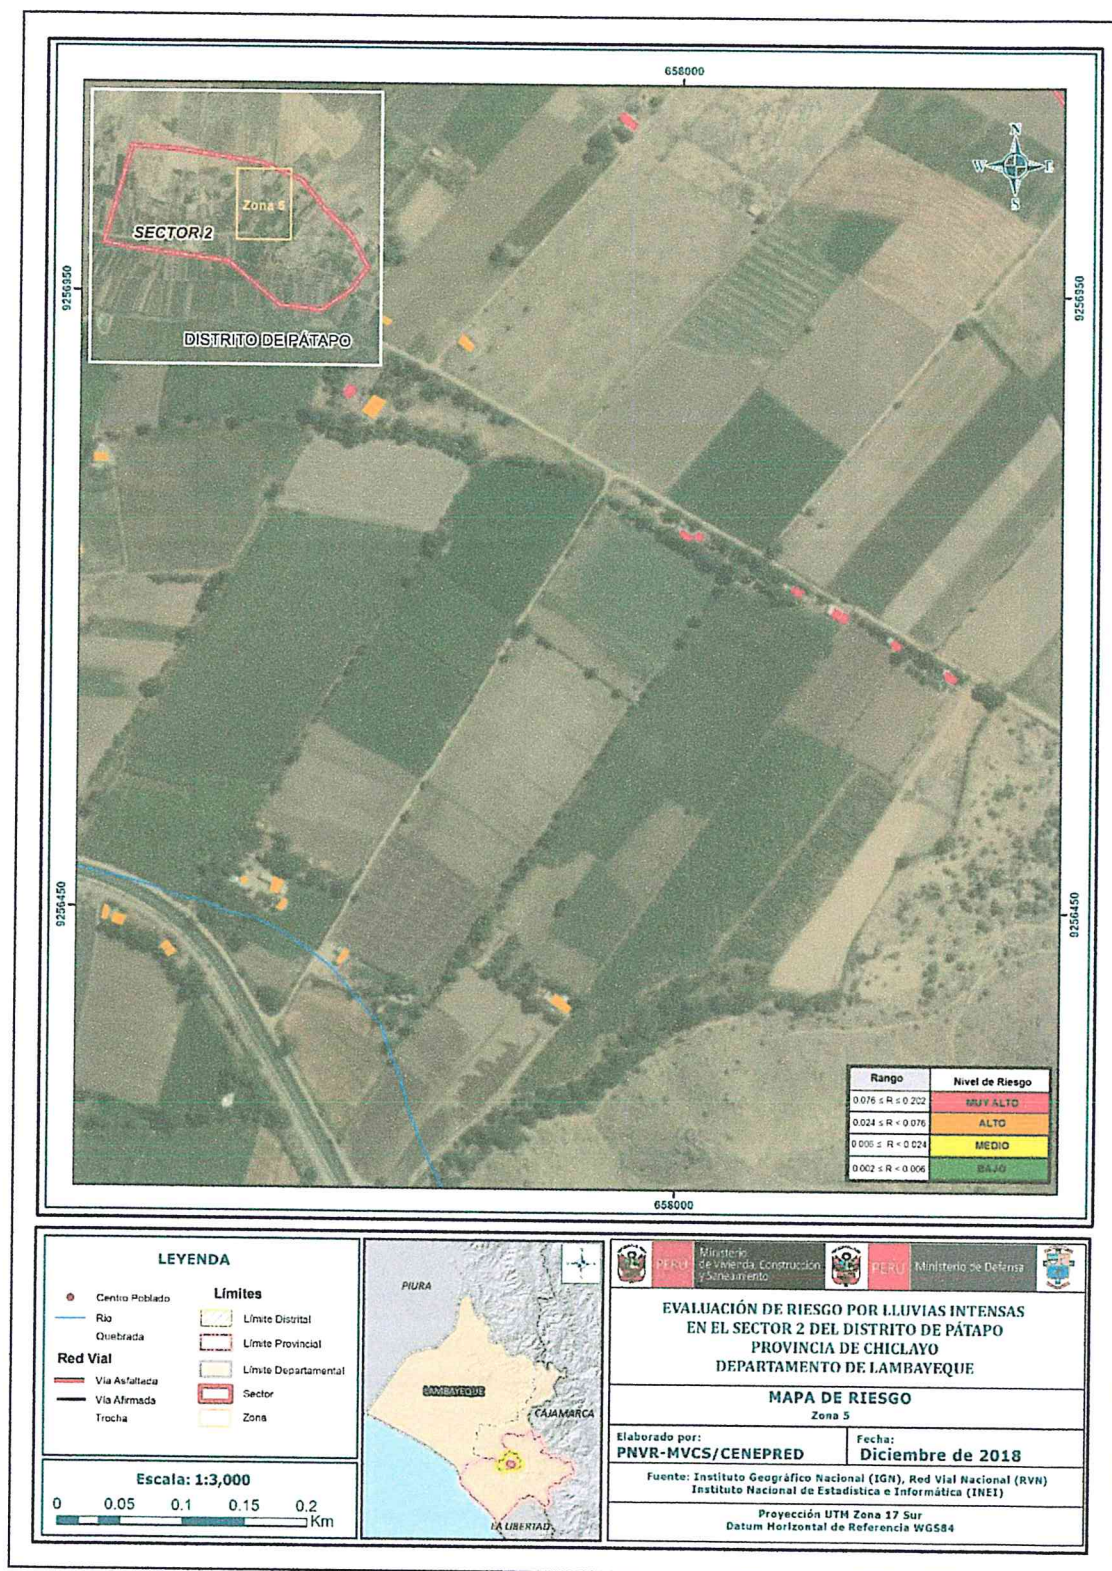 658000
9256950
9256950
Zona 5
SECTOR 2
DISTRITO DE PÁTAPO
N
W E
S
9256450
9256450
Rango Nivel de Riesgo
0.076 ≤ R ≤ 0.202 MUY ALTO
0.024 ≤ R < 0.076 ALTO
0.006 ≤ R < 0.024 MEDIO
0.002 ≤ R < 0.006 BAJO
658000
LEYENDA
Centro Poblado
Río
Quebrada
Red Vial
Vía Asfaltada
Vía Afirmada
Trocha
Límites
Límite Distrital
Límite Provincial
Límite Departamental
Sector
Zona
Escala: 1:3,000
0 0.05 0.1 0.15 0.2
Km
PIURA
LAMBAYEQUE
CAJAMARCA
LA LIBERTAD
PERÚ
Ministerio
de Vivienda, Construcción
y Saneamiento
PERÚ
Ministerio de Defensa
EVALUACIÓN DE RIESGO POR LLUVIAS INTENSAS
EN EL SECTOR 2 DEL DISTRITO DE PÁTAPO
PROVINCIA DE CHICLAYO
DEPARTAMENTO DE LAMBAYEQUE
MAPA DE RIESGO
Zona 5
Elaborado por:
PNVR-MVCS/CENEPRED
Fecha:
Diciembre de 2018
Fuente: Instituto Geográfico Nacional (IGN), Red Vial Nacional (RVN)
Instituto Nacional de Estadística e Informática (INEI)
Proyección UTM Zona 17 Sur
Datum Horizontal de Referencia WGS84